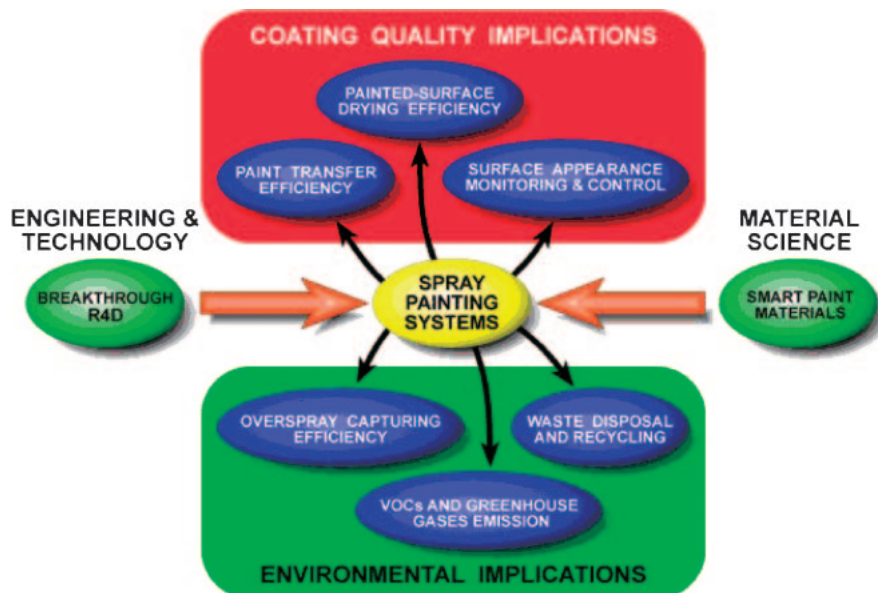 COATING QUALITY IMPLICATIONS
PAINTED-SURFACE
DRYING EFFICIENCY
PAINT TRANSFER
EFFICIENCY
SURFACE APPEARANCE
MONITORING & CONTROL
ENGINEERING &
TECHNOLOGY
BREAKTHROUGH
R4D
SPRAY
PAINTING
SYSTEMS
MATERIAL
SCIENCE
SMART PAINT
MATERIALS
OVERSPRAY CAPTURING
EFFICIENCY
WASTE DISPOSAL
AND RECYCLING
VOCs AND GREENHOUSE
GASES EMISSION
ENVIRONMENTAL IMPLICATIONS